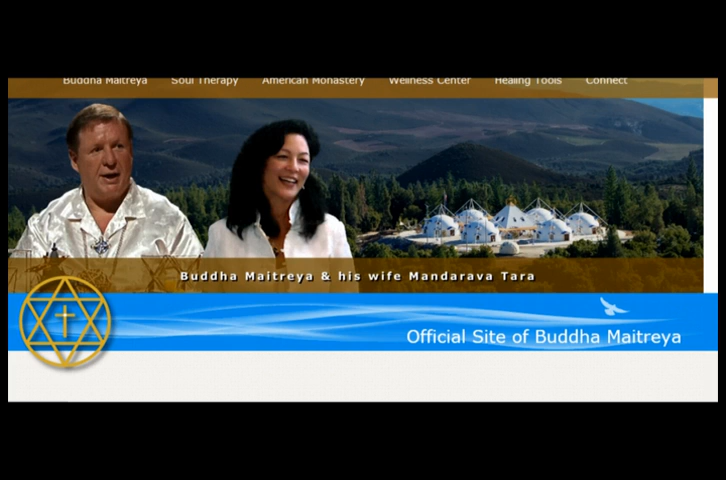 Buddha Maitreya Soul Therapy American Monastery Wellness Center Healing Tools Connect
Buddha Maitreya & his wife Mandarava Tara
Official Site of Buddha Maitreya